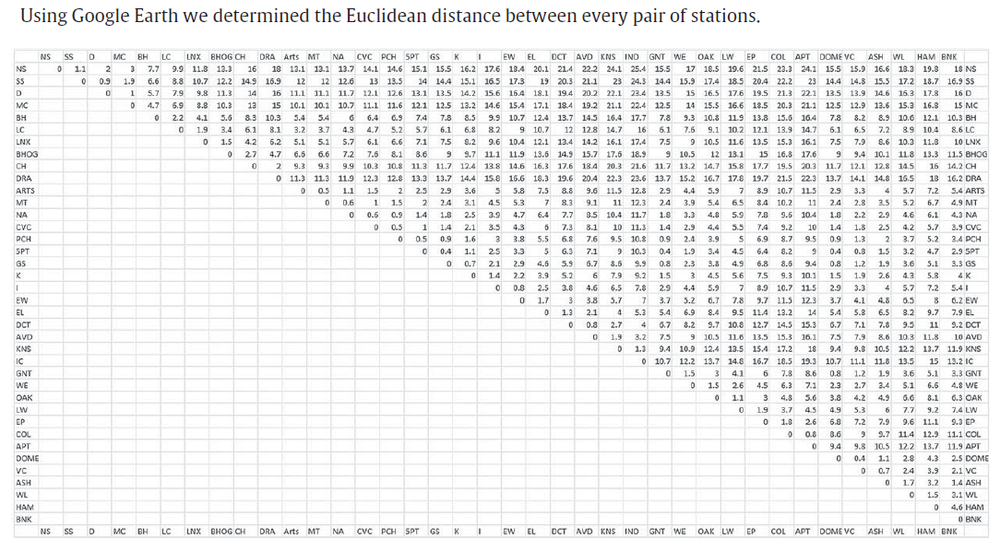 Using Google Earth we determined the Euclidean distance between every pair of stations.
NS SS D MC BH LC LNX BHOG CH DRA Arts MT NA CVC PCH SPT GS K I EW EL DCT AVD KNS IND GNT WE OAK LW EP COL APT DOME VC ASH WL HAM BNK
NS 0 1.1 2 3 7.7 9.9 11.8 13.3 16 18 13.1 13.1 13.7 14.1 14.6 15.1 15.5 16.2 17.6 18.4 20.1 21.4 22.2 24.1 25.4 15.5 17 18.5 19.6 21.5 23.3 24.1 15.5 15.9 16.6 18.3 19.8 18 NS
SS 0 0.9 1.9 6.6 8.8 10.7 12.2 14.9 16.9 12 12 12.6 13 13.5 14 14.4 15.1 16.5 17.3 19 20.3 21.1 23 24.3 14.4 15.9 17.4 18.5 20.4 22.2 23 14.4 14.8 15.5 17.2 18.7 16.9 SS
D 0 1 5.7 7.9 9.8 11.3 14 16 11.1 11.1 11.7 12.1 12.6 13.1 13.5 14.2 15.6 16.4 18.1 19.4 20.2 22.1 23.4 13.5 15 16.5 17.6 19.5 21.3 22.1 13.5 13.9 14.6 16.3 17.8 16 D
MC 0 4.7 6.9 8.8 10.3 13 15 10.1 10.1 10.7 11.1 11.6 12.1 12.5 13.2 14.6 15.4 17.1 18.4 19.2 21.1 22.4 12.5 14 15.5 16.6 18.5 20.3 21.1 12.5 12.9 13.6 15.3 16.8 15 MC
BH 0 2.2 4.1 5.6 8.3 10.3 5.4 5.4 6 6.4 6.9 7.4 7.8 8.5 9.9 10.7 12.4 13.7 14.5 16.4 17.7 7.8 9.3 10.8 11.9 13.8 15.6 16.4 7.8 8.2 8.9 10.6 12.1 10.3 BH
LC 0 1.9 3.4 6.1 8.1 3.2 3.7 4.3 4.7 5.2 5.7 6.1 6.8 8.2 9 10.7 12 12.8 14.7 16 6.1 7.6 9.1 10.2 12.1 13.9 14.7 6.1 6.5 7.2 8.9 10.4 8.6 LC
LNX 0 1.5 4.2 6.2 5.1 5.1 5.7 6.1 6.6 7.1 7.5 8.2 9.6 10.4 12.1 13.4 14.2 16.1 17.4 7.5 9 10.5 11.6 13.5 15.3 16.1 7.5 7.9 8.6 10.3 11.8 10 LNX
BHOG 0 2.7 4.7 6.6 6.6 7.2 7.6 8.1 8.6 9 9.7 11.1 11.9 13.6 14.9 15.7 17.6 18.9 9 10.5 12 13.1 15 16.8 17.6 9 9.4 10.1 11.8 13.3 11.5 BHOG
CH 0 2 9.3 9.3 9.9 10.3 10.8 11.3 11.7 12.4 13.8 14.6 16.3 17.6 18.4 20.3 21.6 11.7 13.2 14.7 15.8 17.7 19.5 20.3 11.7 12.1 12.8 14.5 16 14.2 CH
DRA 0 11.3 11.3 11.9 12.3 12.8 13.3 13.7 14.4 15.8 16.6 18.3 19.6 20.4 22.3 23.6 13.7 15.2 16.7 17.8 19.7 21.5 22.3 13.7 14.1 14.8 16.5 18 16.2 DRA
ARTS 0 0.5 1.1 1.5 2 2.5 2.9 3.6 5 5.8 7.5 8.8 9.6 11.5 12.8 2.9 4.4 5.9 7 8.9 10.7 11.5 2.9 3.3 4 5.7 7.2 5.4 ARTS
MT 0 0.6 1 1.5 2 2.4 3.1 4.5 5.3 7 8.3 9.1 11 12.3 2.4 3.9 5.4 6.5 8.4 10.2 11 2.4 2.8 3.5 5.2 6.7 4.9 MT
NA 0 0.6 0.9 1.4 1.8 2.5 3.9 4.7 6.4 7.7 8.5 10.4 11.7 1.8 3.3 4.8 5.9 7.8 9.6 10.4 1.8 2.2 2.9 4.6 6.1 4.3 NA
CVC 0 0.5 1 1.4 2.1 3.5 4.3 6 7.3 8.1 10 11.3 1.4 2.9 4.4 5.5 7.4 9.2 10 1.4 1.8 2.5 4.2 5.7 3.9 CVC
PCH 0 0.5 0.9 1.6 3 3.8 5.5 6.8 7.6 9.5 10.8 0.9 2.4 3.9 5 6.9 8.7 9.5 0.9 1.3 2 3.7 5.2 3.4 PCH
SPT 0 0.4 1.1 2.5 3.3 5 6.3 7.1 9 10.3 0.4 1.9 3.4 4.5 6.4 8.2 9 0.4 0.8 1.5 3.2 4.7 2.9 SPT
GS 0 0.7 2.1 2.9 4.6 5.9 6.7 8.6 9.9 0.8 2.3 3.8 4.9 6.8 8.6 9.4 0.8 1.2 1.9 3.6 5.1 3.3 GS
K 0 1.4 2.2 3.9 5.2 6 7.9 9.2 1.5 3 4.5 5.6 7.5 9.3 10.1 1.5 1.9 2.6 4.3 5.8 4 K
I 0 0.8 2.5 3.8 4.6 6.5 7.8 2.9 4.4 5.9 7 8.9 10.7 11.5 2.9 3.3 4 5.7 7.2 5.4 I
EW 0 1.7 3 3.8 5.7 7 3.7 5.2 6.7 7.8 9.7 11.5 12.3 3.7 4.1 4.8 6.5 8 6.2 EW
EL 0 1.3 2.1 4 5.3 5.4 6.9 8.4 9.5 11.4 13.2 14 5.4 5.8 6.5 8.2 9.7 7.9 EL
DCT 0 0.8 2.7 4 6.7 8.2 9.7 10.8 12.7 14.5 15.3 6.7 7.1 7.8 9.5 11 9.2 DCT
AVD 0 1.9 3.2 7.5 9 10.5 11.6 13.5 15.3 16.1 7.5 7.9 8.6 10.3 11.8 10 AVD
KNS 0 1.3 9.4 10.9 12.4 13.5 15.4 17.2 18 9.4 9.8 10.5 12.2 13.7 11.9 KNS
IC 0 10.7 12.2 13.7 14.8 16.7 18.5 19.3 10.7 11.1 11.8 13.5 15 13.2 IC
GNT 0 1.5 3 4.1 6 7.8 8.6 0.8 1.2 1.9 3.6 5.1 3.3 GNT
WE 0 1.5 2.6 4.5 6.3 7.1 2.3 2.7 3.4 5.1 6.6 4.8 WE
OAK 0 1.1 3 4.8 5.6 3.8 4.2 4.9 6.6 8.1 6.3 OAK
LW 0 1.9 3.7 4.5 4.9 5.3 6 7.7 9.2 7.4 LW
EP 0 1.8 2.6 6.8 7.2 7.9 9.6 11.1 9.3 EP
COL 0 0.8 8.6 9 9.7 11.4 12.9 11.1 COL
APT 0 9.4 9.8 10.5 12.2 13.7 11.9 APT
DOME 0 0.4 1.1 2.8 4.3 2.5 DOME
VC 0 0.7 2.4 3.9 2.1 VC
ASH 0 1.7 3.2 1.4 ASH
WL 0 1.5 3.1 WL
HAM 0 4.6 HAM
BNK 0 BNK
NS SS D MC BH LC LNX BHOG CH DRA Arts MT NA CVC PCH SPT GS K I EW EL DCT AVD KNS IND GNT WE OAK LW EP COL APT DOME VC ASH WL HAM BNK